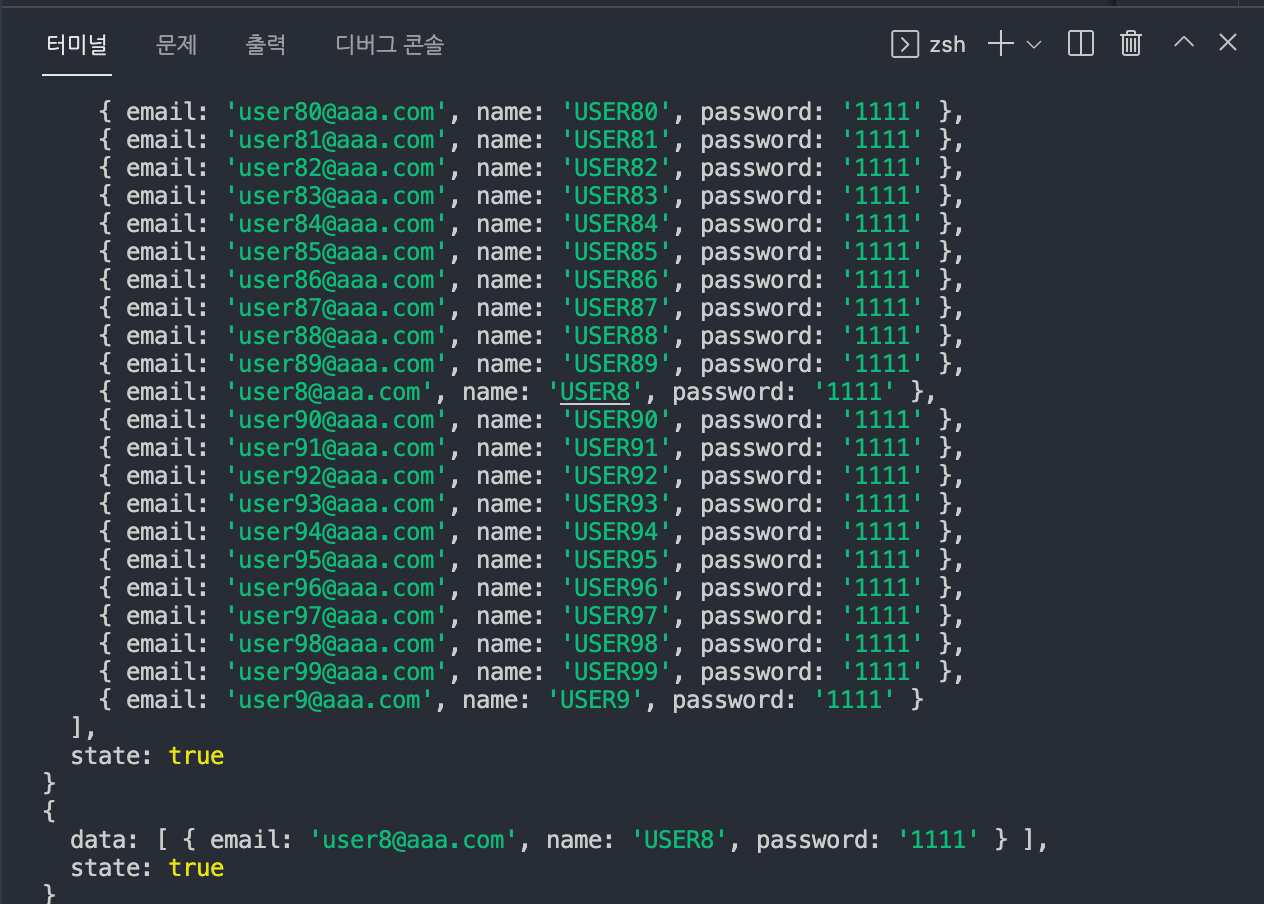 터미널 문제 출력 디버그 콘솔 zsh
{ email: 'user80@aaa.com', name: 'USER80', password: '1111' },
{ email: 'user81@aaa.com', name: 'USER81', password: '1111' },
{ email: 'user82@aaa.com', name: 'USER82', password: '1111' },
{ email: 'user83@aaa.com', name: 'USER83', password: '1111' },
{ email: 'user84@aaa.com', name: 'USER84', password: '1111' },
{ email: 'user85@aaa.com', name: 'USER85', password: '1111' },
{ email: 'user86@aaa.com', name: 'USER86', password: '1111' },
{ email: 'user87@aaa.com', name: 'USER87', password: '1111' },
{ email: 'user88@aaa.com', name: 'USER88', password: '1111' },
{ email: 'user89@aaa.com', name: 'USER89', password: '1111' },
{ email: 'user8@aaa.com', name: 'USER8', password: '1111' },
{ email: 'user90@aaa.com', name: 'USER90', password: '1111' },
{ email: 'user91@aaa.com', name: 'USER91', password: '1111' },
{ email: 'user92@aaa.com', name: 'USER92', password: '1111' },
{ email: 'user93@aaa.com', name: 'USER93', password: '1111' },
{ email: 'user94@aaa.com', name: 'USER94', password: '1111' },
{ email: 'user95@aaa.com', name: 'USER95', password: '1111' },
{ email: 'user96@aaa.com', name: 'USER96', password: '1111' },
{ email: 'user97@aaa.com', name: 'USER97', password: '1111' },
{ email: 'user98@aaa.com', name: 'USER98', password: '1111' },
{ email: 'user99@aaa.com', name: 'USER99', password: '1111' },
{ email: 'user9@aaa.com', name: 'USER9', password: '1111' }
],
state: true
}
{
data: [ { email: 'user8@aaa.com', name: 'USER8', password: '1111' } ],
state: true
}